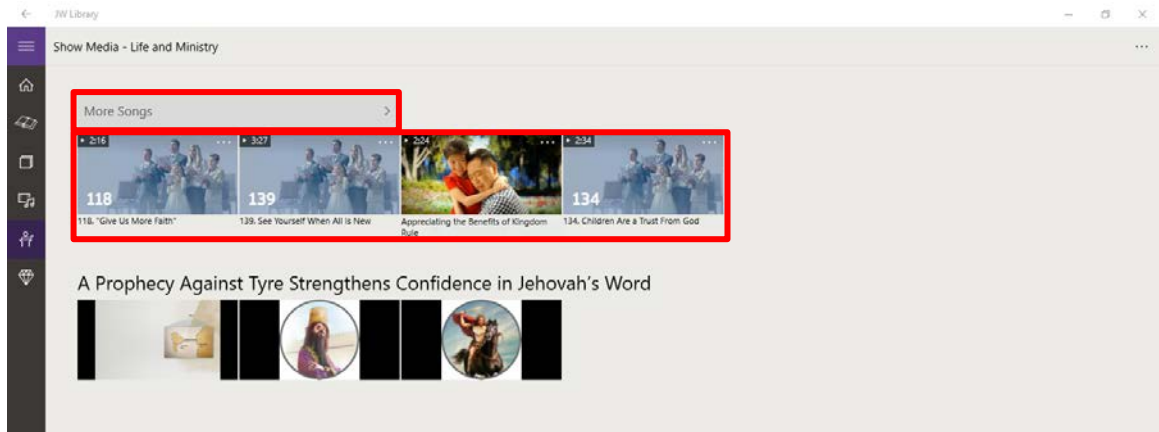 JW Library
Show Media - Life and Ministry
More Songs
2:16
3:27
2:24
2:34
118
139
134
118. "Give Us More Faith"
139. See Yourself When All Is New
Appreciating the Benefits of Kingdom
Rule
134. Children Are a Trust From God
A Prophecy Against Tyre Strengthens Confidence in Jehovah's Word